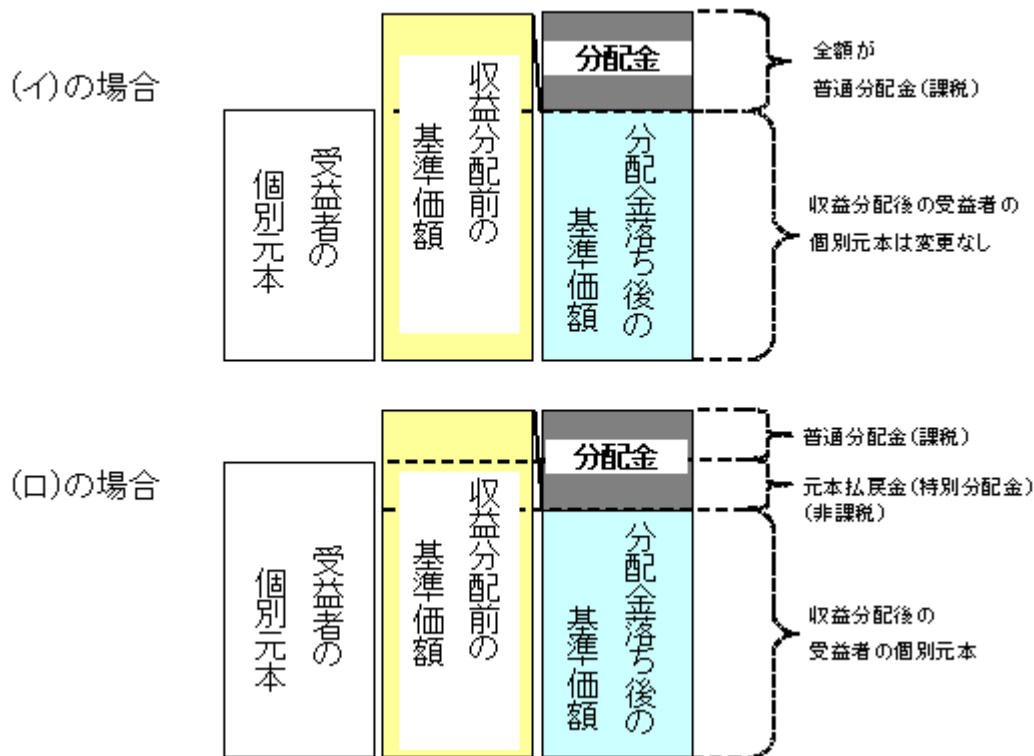 (イ)の場合
受益者の
個別元本
収益分配前の
基準価額
分配金
分配金落ち後の
基準価額
全額が
普通分配金(課税)
収益分配後の受益者の
個別元本は変更なし
(ロ)の場合
受益者の
個別元本
収益分配前の
基準価額
分配金
分配金落ち後の
基準価額
普通分配金(課税)
元本払戻金(特別分配金)
(非課税)
収益分配後の
受益者の個別元本